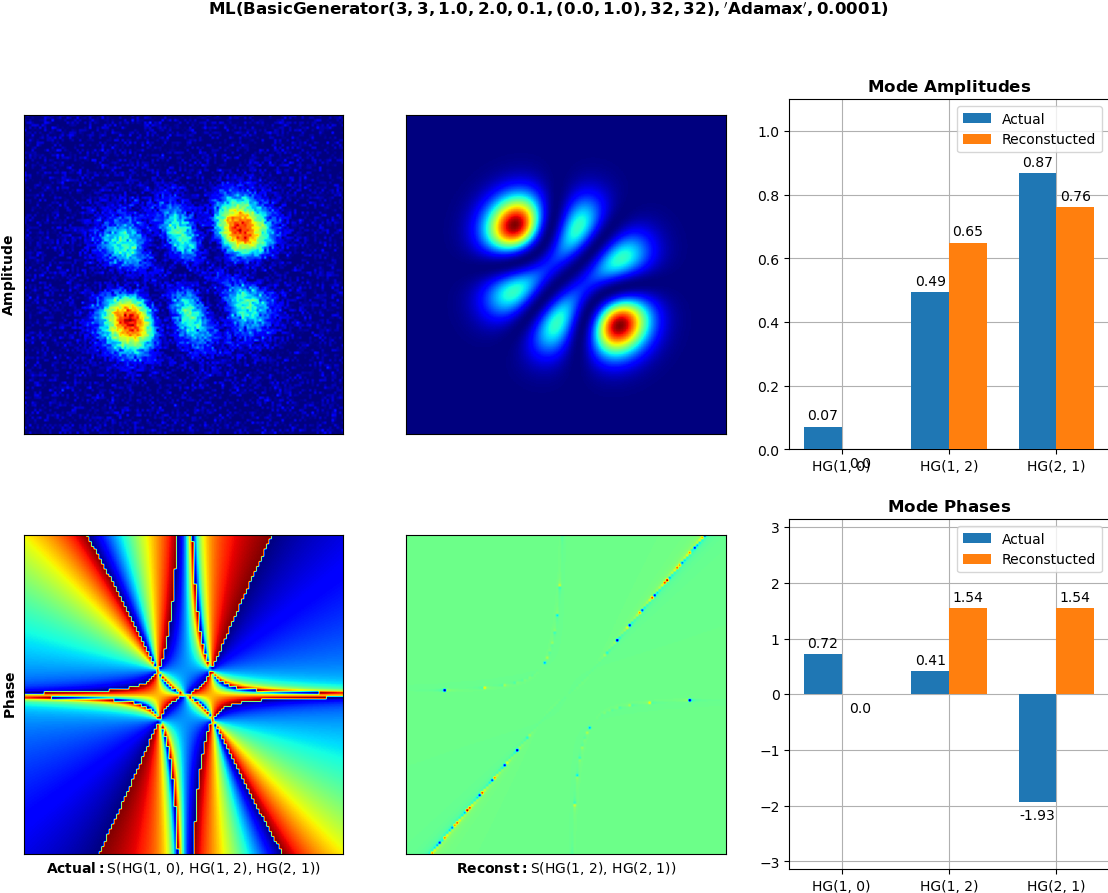 ML(BasicGenerator(3, 3, 1.0, 2.0, 0.1, (0.0, 1.0), 32, 32), 'Adamax', 0.0001)
Mode Amplitudes
Amplitude
1.0
0.8
0.6
0.4
0.2
0.0
Actual
Reconstucted
0.07
0.0
0.49
0.65
0.87
0.76
HG(1, 0)
HG(1, 2)
HG(2, 1)
Mode Phases
Phase
3
2
1
0
−1
−2
−3
Actual
Reconstucted
0.72
0.0
0.41
1.54
-1.93
1.54
HG(1, 0)
HG(1, 2)
HG(2, 1)
Actual: S(HG(1, 0), HG(1, 2), HG(2, 1))
Reconst: S(HG(1, 2), HG(2, 1))